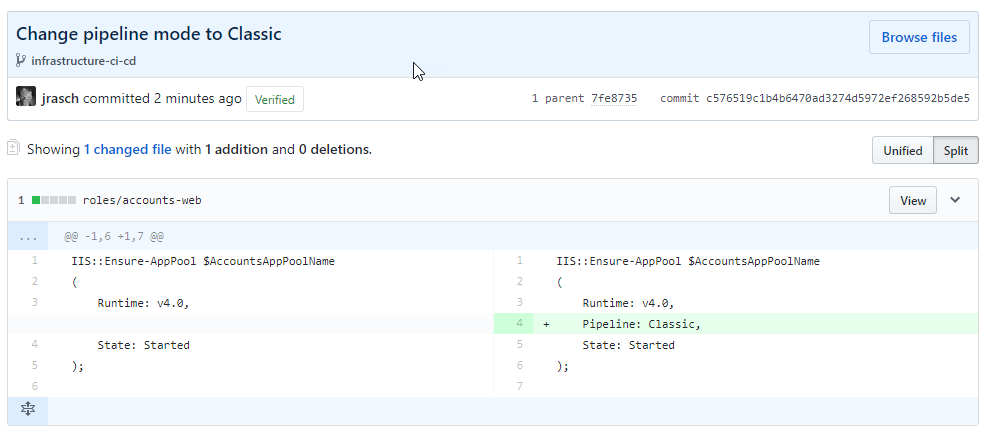 Change pipeline mode to Classic
Browse files
infrastructure-ci-cd
jrasch committed 2 minutes ago Verified 1 parent 7fe8735 commit c576519c1b4b6470ad3274d5972ef268592b5de5
Showing 1 changed file with 1 addition and 0 deletions. Unified Split
1 roles/accounts-web View
... @@ -1,6 +1,7 @@
1 IIS::Ensure-AppPool $AccountsAppPoolName 1 IIS::Ensure-AppPool $AccountsAppPoolName
2 ( 2 (
3 Runtime: v4.0, 3 Runtime: v4.0,
4 + Pipeline: Classic,
4 State: Started 5 State: Started
5 ); 6 );
6 7